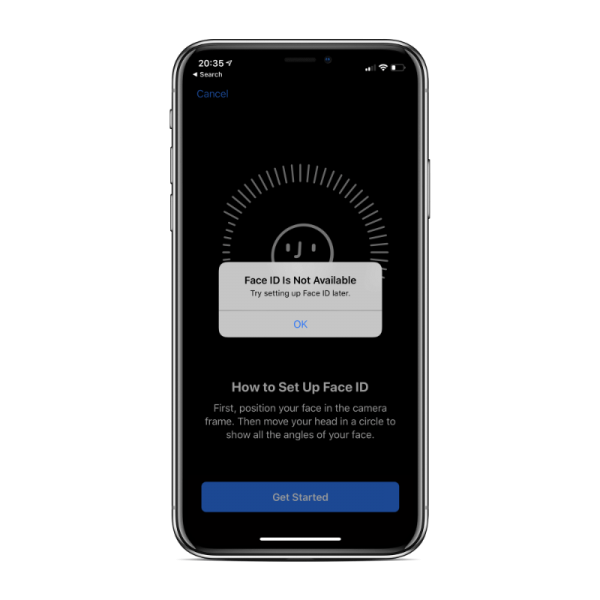 20:35
Search
Cancel
Face ID Is Not Available
Try setting up Face ID later.
OK
How to Set Up Face ID
First, position your face in the camera
frame. Then move your head in a circle to
show all the angles of your face.
Get Started